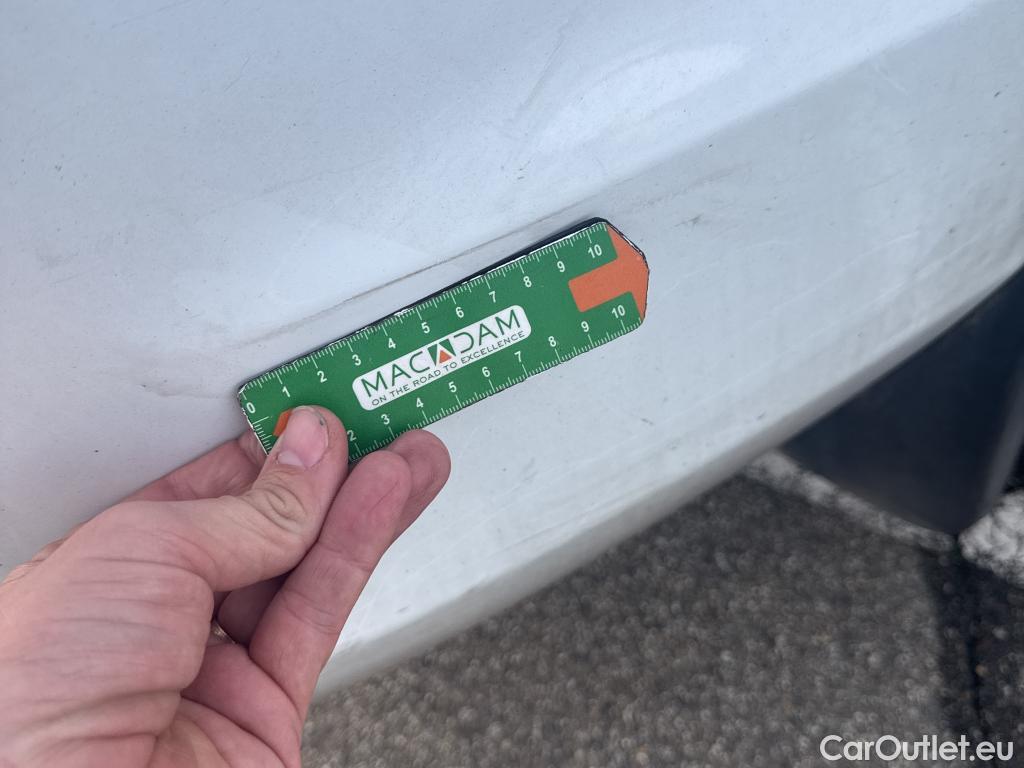 0 1 2 3 4 5 6 7 8 9 10
MACADAM
ON THE ROAD TO EXCELLENCE
2 3 4 5 6 7 8 9 10
CarOutlet.eu